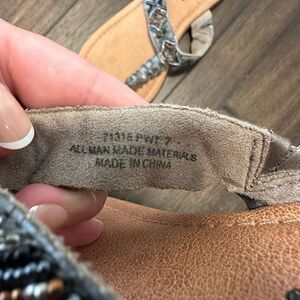 71316 PWT 7
ALL MAN MADE MATERIALS
MADE IN CHINA